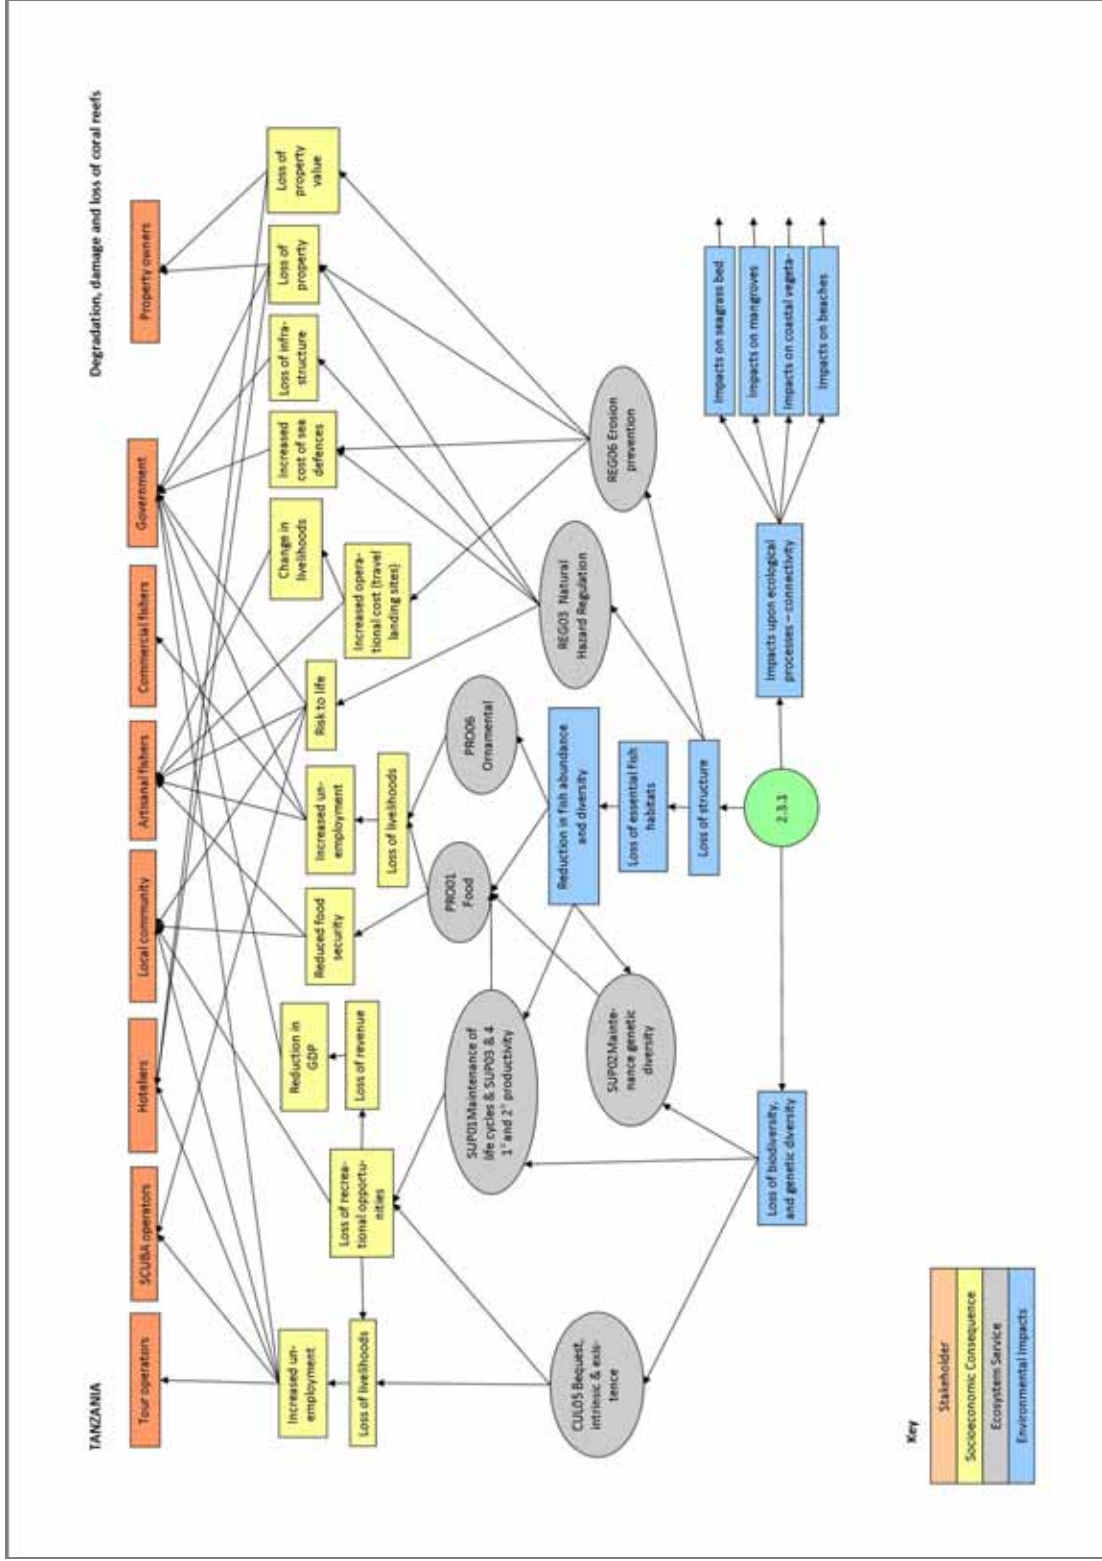 TANZANIA
Degradation, damage and loss of coral reefs
Tour operators
SCUBA operators
Hoteliers
Local community
Artisanal fishers
Commercial fishers
Government
Property owners
Increased un-
employment
Loss of livelihoods
Loss of recrea-
tional opportu-
nities
Reduction in
GDP
Loss of revenue
Reduced food
security
Increased un-
employment
Loss of livelihoods
Risk to life
Increased opera-
tional cost (travel
landing sites)
Change in
livelihoods
Increased
cost of sea
defences
Loss of infra-
structure
Loss of
property
Loss of
property
value
CUL05 Bequest,
intrinsic & exis-
tence
SUP01Maintenance of
life cycles & SUP03 & 4
1° and 2° productivity
SUP02Mainte-
nance genetic
diversity
PRO01
Food
PRO06
Ornamental
REG03 Natural
Hazard Regulation
REG06 Erosion
prevention
Reduction in fish abundance
and diversity
Loss of essential fish
habitats
Loss of structure
2.3.1
Loss of biodiversity,
and genetic diversity
Impacts upon ecological
processes – connectivity
Impacts on seagrass bed
Impacts on mangroves
Impacts on coastal vegeta-
Impacts on beaches
Key
Stakeholder
Socioeconomic Consequence
Ecosystem Service
Environmental Impacts